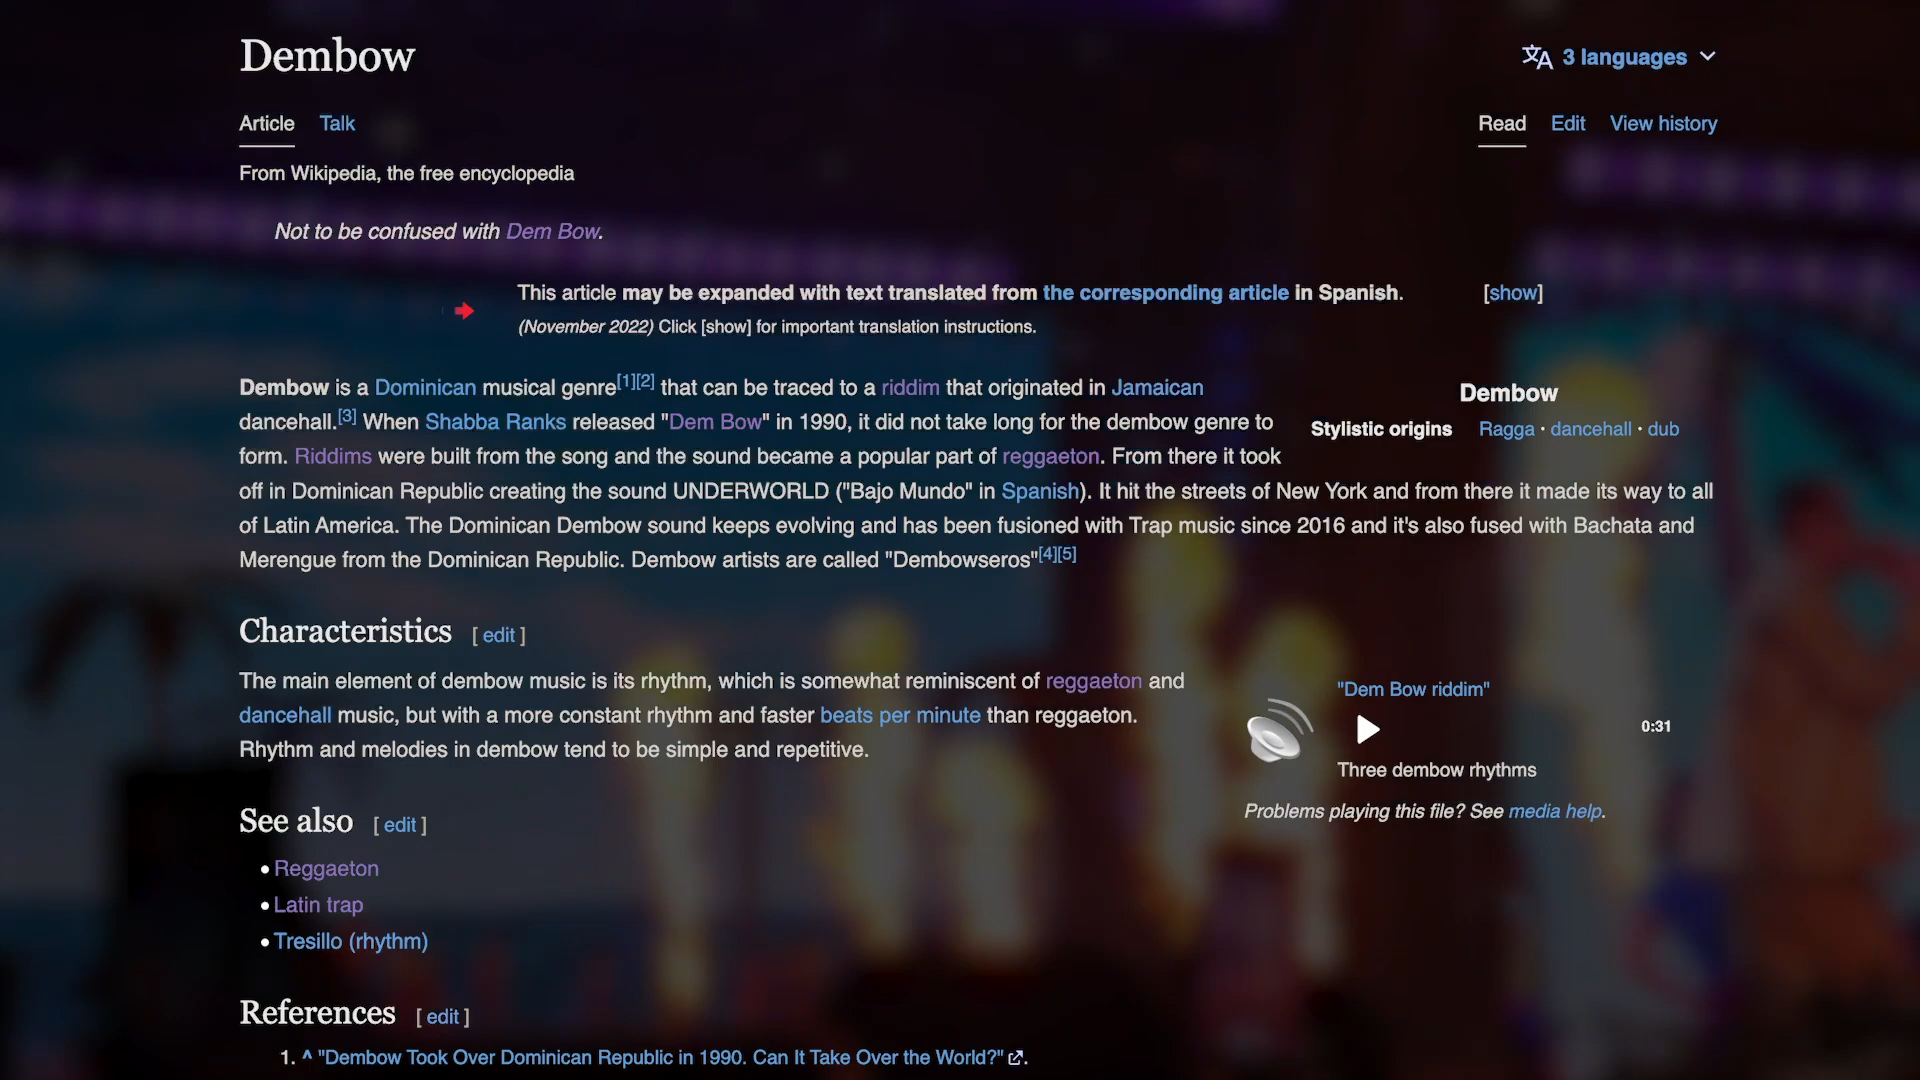 Dembow
3 languages
Article Talk
Read Edit View history
From Wikipedia, the free encyclopedia
Not to be confused with Dem Bow.
This article may be expanded with text translated from the corresponding article in Spanish. [show]
(November 2022) Click [show] for important translation instructions.
Dembow is a Dominican musical genre[1][2] that can be traced to a riddim that originated in Jamaican
dancehall.[3] When Shabba Ranks released "Dem Bow" in 1990, it did not take long for the dembow genre to
form. Riddims were built from the song and the sound became a popular part of reggaeton. From there it took
off in Dominican Republic creating the sound UNDERWORLD ("Bajo Mundo" in Spanish). It hit the streets of New York and from there it made its way to all
of Latin America. The Dominican Dembow sound keeps evolving and has been fusioned with Trap music since 2016 and it's also fused with Bachata and
Merengue from the Dominican Republic. Dembow artists are called "Dembowseros"[4][5]
Dembow
Stylistic origins Ragga · dancehall · dub
Characteristics [ edit ]
The main element of dembow music is its rhythm, which is somewhat reminiscent of reggaeton and
dancehall music, but with a more constant rhythm and faster beats per minute than reggaeton.
Rhythm and melodies in dembow tend to be simple and repetitive.
"Dem Bow riddim"
0:31
Three dembow rhythms
Problems playing this file? See media help.
See also [ edit ]
• Reggaeton
• Latin trap
• Tresillo (rhythm)
References [ edit ]
1. ^ "Dembow Took Over Dominican Republic in 1990. Can It Take Over the World?".